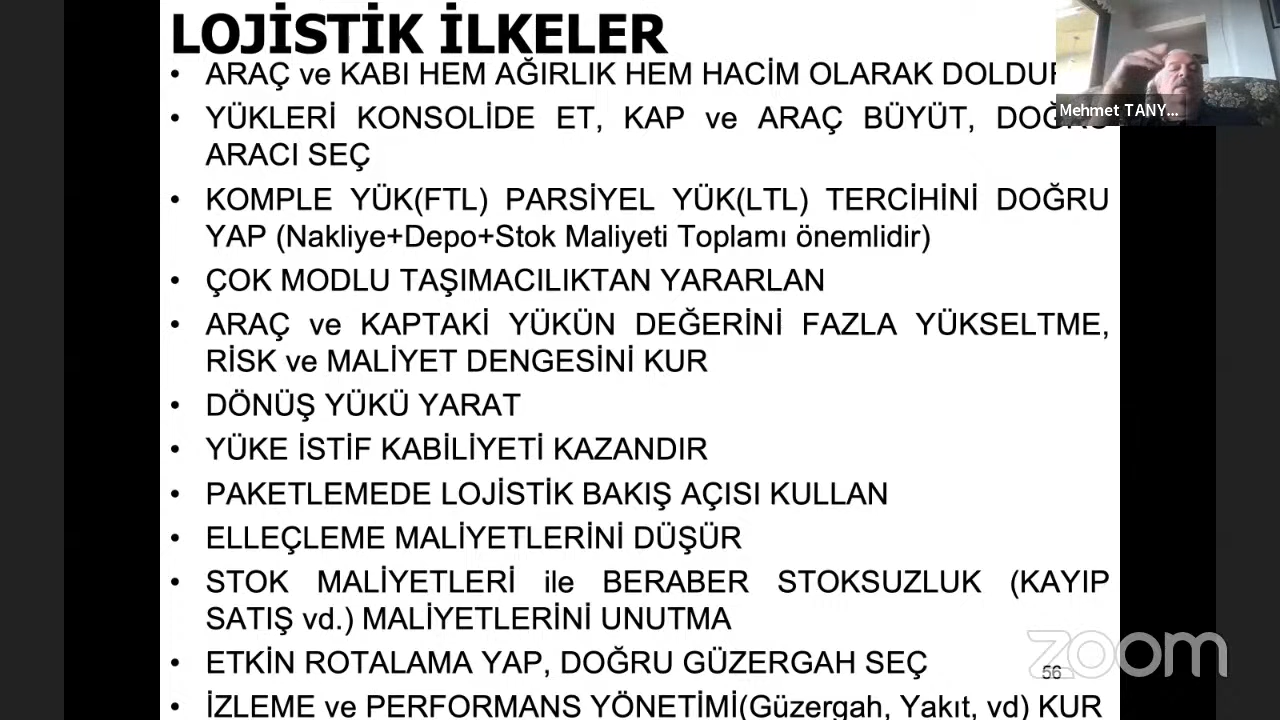 LOJİSTİK İLKELER
• ARAÇ ve KABI HEM AĞIRLIK HEM HACİM OLARAK DOLDUR
• YÜKLERİ KONSOLİDE ET, KAP ve ARAÇ BÜYÜT, DOĞRU
ARACI SEÇ
• KOMPLE YÜK(FTL) PARSİYEL YÜK(LTL) TERCİHİNİ DOĞRU
YAP (Nakliye+Depo+Stok Maliyeti Toplamı önemlidir)
• ÇOK MODLU TAŞIMACILIKTAN YARARLAN
• ARAÇ ve KAPTAKİ YÜKÜN DEĞERİNİ FAZLA YÜKSELTME,
RİSK ve MALİYET DENGESİNİ KUR
• DÖNÜŞ YÜKÜ YARAT
• YÜKE İSTİF KABİLİYETİ KAZANDIR
• PAKETLEMEDE LOJİSTİK BAKIŞ AÇISI KULLAN
• ELLEÇLEME MALİYETLERİNİ DÜŞÜR
• STOK MALİYETLERİ ile BERABER STOKSUZLUK (KAYIP
SATIŞ vd.) MALİYETLERİNİ UNUTMA
• ETKİN ROTALAMA YAP, DOĞRU GÜZERGAH SEÇ
• İZLEME ve PERFORMANS YÖNETİMİ(Güzergah, Yakıt, vd) KUR
Mehmet TANY...
zoom
56